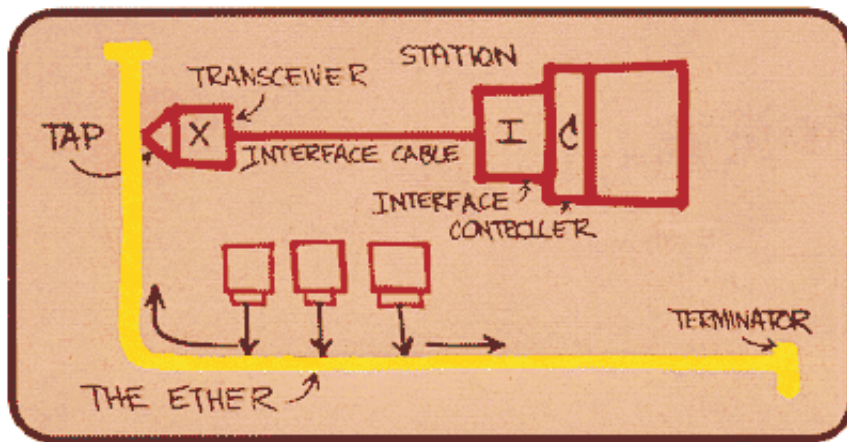 STATION
TRANSCEIVER
TAP
X
I
C
INTERFACE CABLE
INTERFACE
CONTROLLER
TERMINATOR
THE ETHER